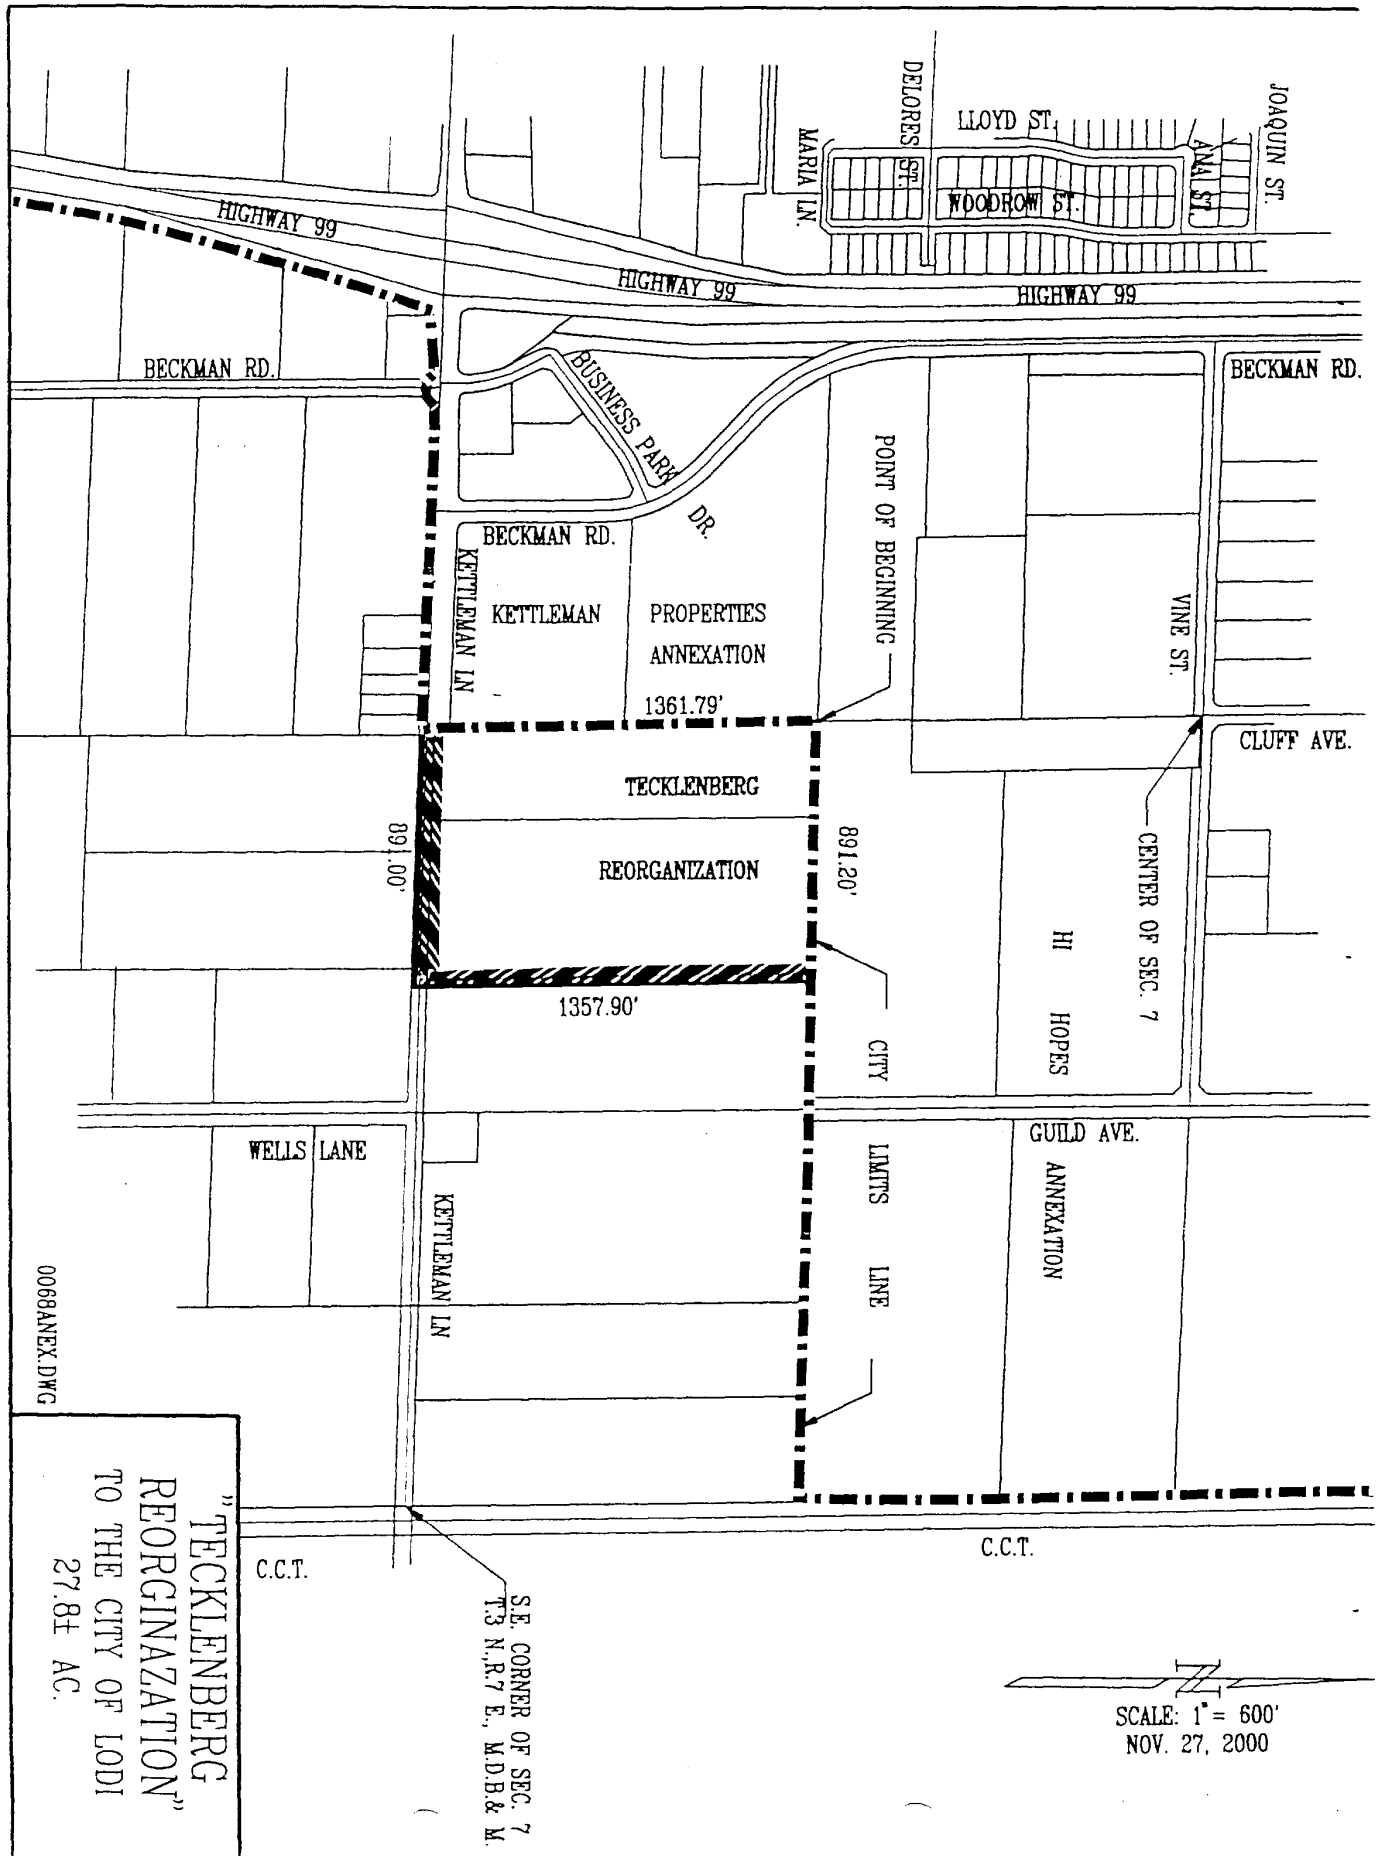 JOAQUIN ST.
DELORES ST.
LLOYD ST.
MARIA LN.
ANA ST.
WOODROW ST.
HIGHWAY 99
HIGHWAY 99
HIGHWAY 99
BECKMAN RD.
BECKMAN RD.
BUSINESS PARK
DR.
POINT OF BEGINNING
BECKMAN RD.
KETTLEMAN LN
KETTLEMAN
PROPERTIES
ANNEXATION
VINE ST.
1361.79'
CLUFF AVE.
TECKLENBERG
REORGANIZATION
891.00'
891.20'
CENTER OF SEC. 7
1357.90'
HI HOPES
ANNEXATION
CITY LIMITS LINE
GUILD AVE.
WELLS LANE
KETTLEMAN LN
0068ANEX.DWG
C.C.T.
C.C.T.
S.E. CORNER OF SEC. 7
T.3 N.,R.7 E., M.D.B.& M.
SCALE: 1"= 600'
NOV. 27, 2000
"TECKLENBERG
REORGINAZATION"
TO THE CITY OF LODI
27.8± AC.